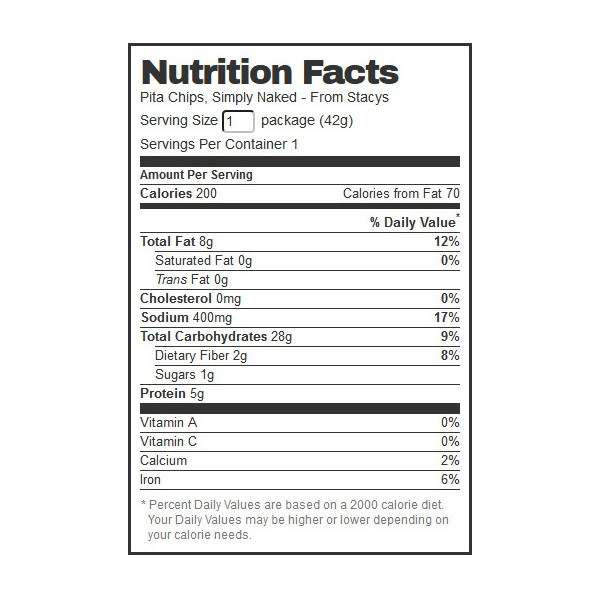 Nutrition Facts
Pita Chips, Simply Naked - From Stacys
Serving Size 1 package (42g)
Servings Per Container 1
Amount Per Serving
Calories 200 Calories from Fat 70
% Daily Value*
Total Fat 8g 12%
Saturated Fat 0g 0%
Trans Fat 0g
Cholesterol 0mg 0%
Sodium 400mg 17%
Total Carbohydrates 28g 9%
Dietary Fiber 2g 8%
Sugars 1g
Protein 5g
Vitamin A 0%
Vitamin C 0%
Calcium 2%
Iron 6%
* Percent Daily Values are based on a 2000 calorie diet.
Your Daily Values may be higher or lower depending on
your calorie needs.